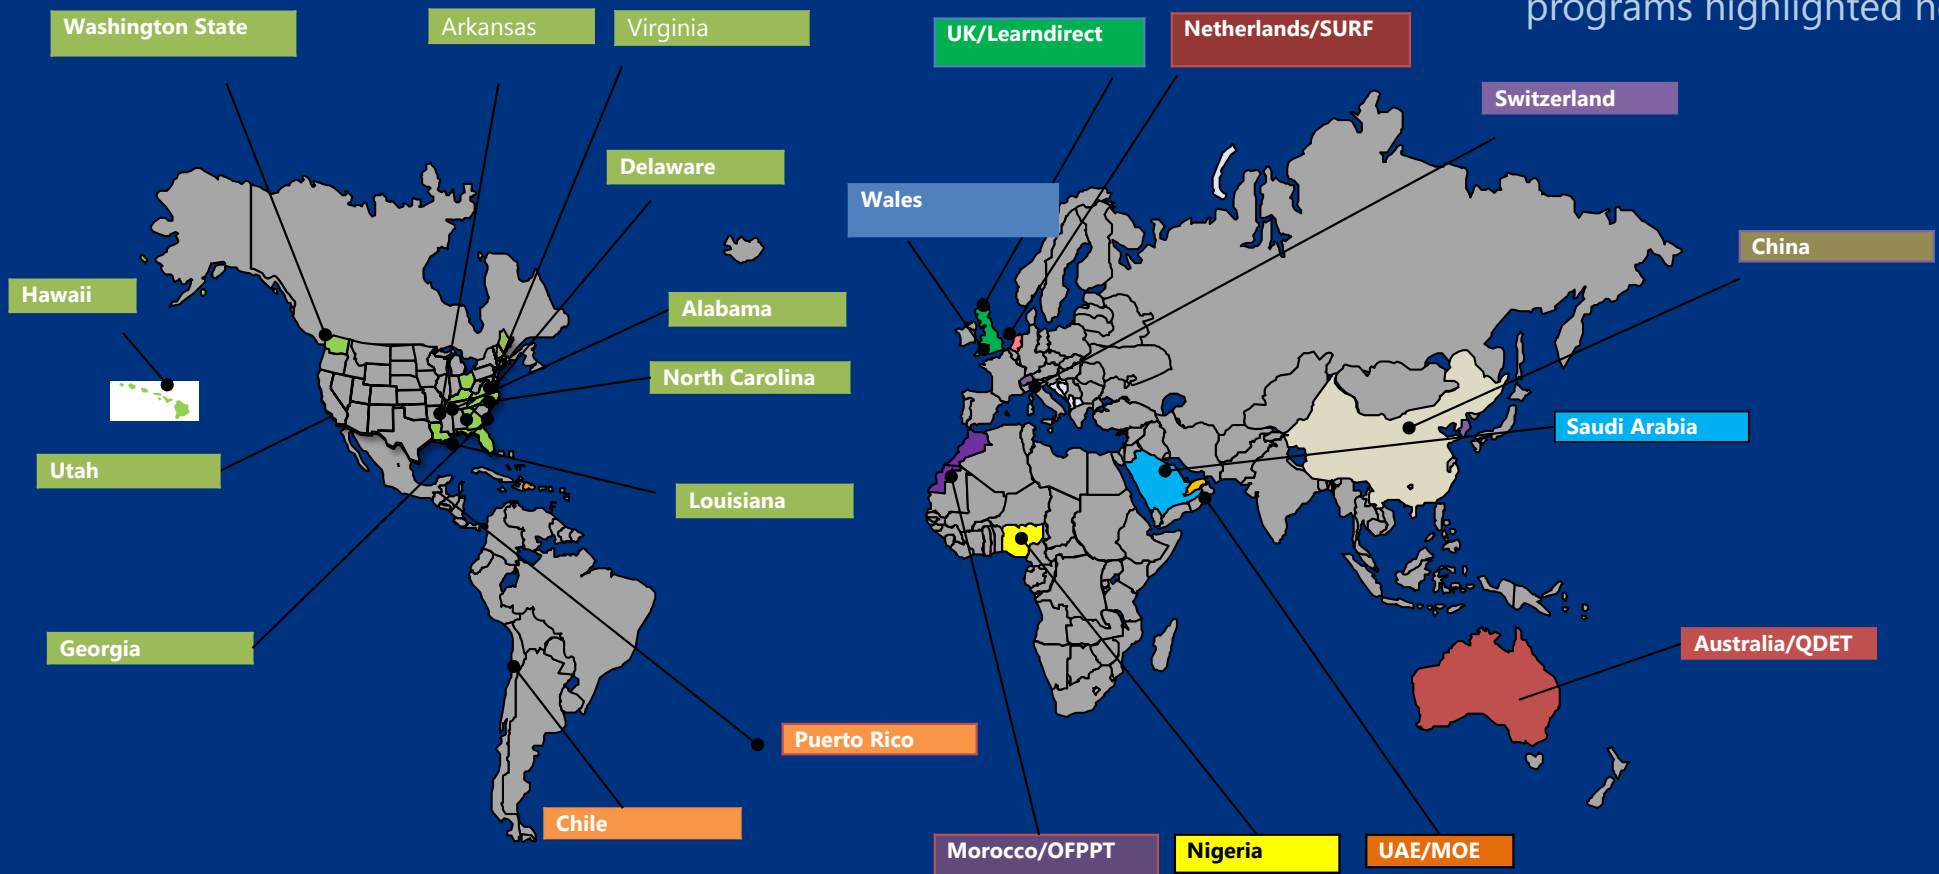 programs highlighted
Washington State
Arkansas
Virginia
UK/Learndirect
Netherlands/SURF
Switzerland
Delaware
Wales
China
Hawaii
Alabama
North Carolina
Saudi Arabia
Utah
Louisiana
Georgia
Australia/QDET
Puerto Rico
Chile
Morocco/OFPPT
Nigeria
UAE/MOE